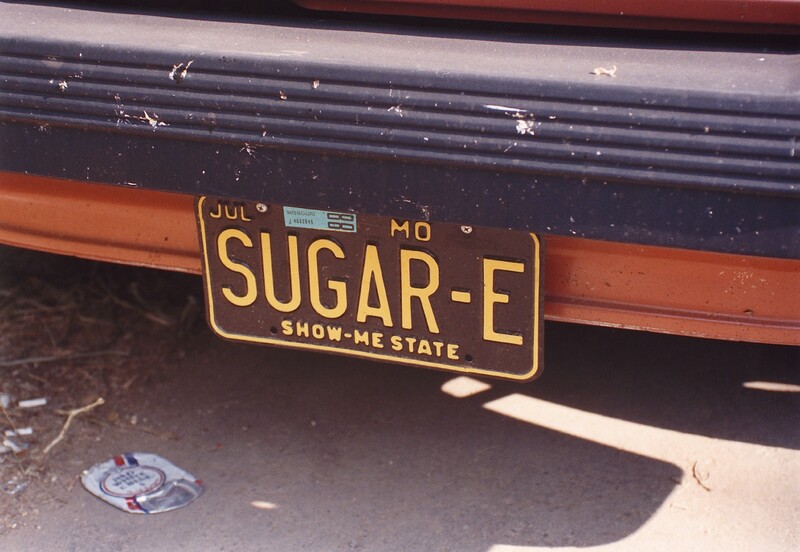 JUL
MO
SUGAR-E
SHOW-ME STATE